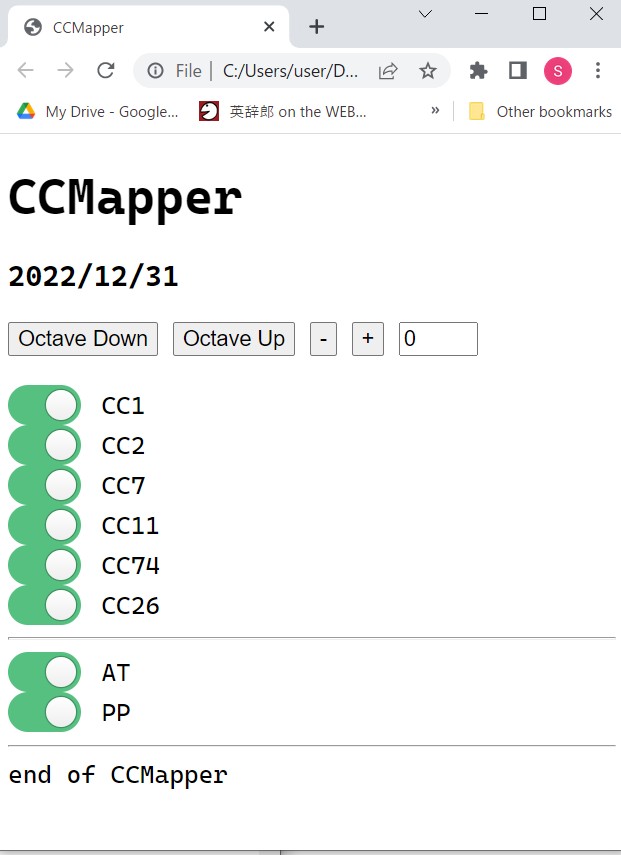 CCMapper
File | C:/Users/user/D...
S
My Drive - Google... 英辞郎 on the WEB... » Other bookmarks
CCMapper
2022/12/31
Octave Down Octave Up - + 0
CC1
CC2
CC7
CC11
CC74
CC26
AT
PP
end of CCMapper